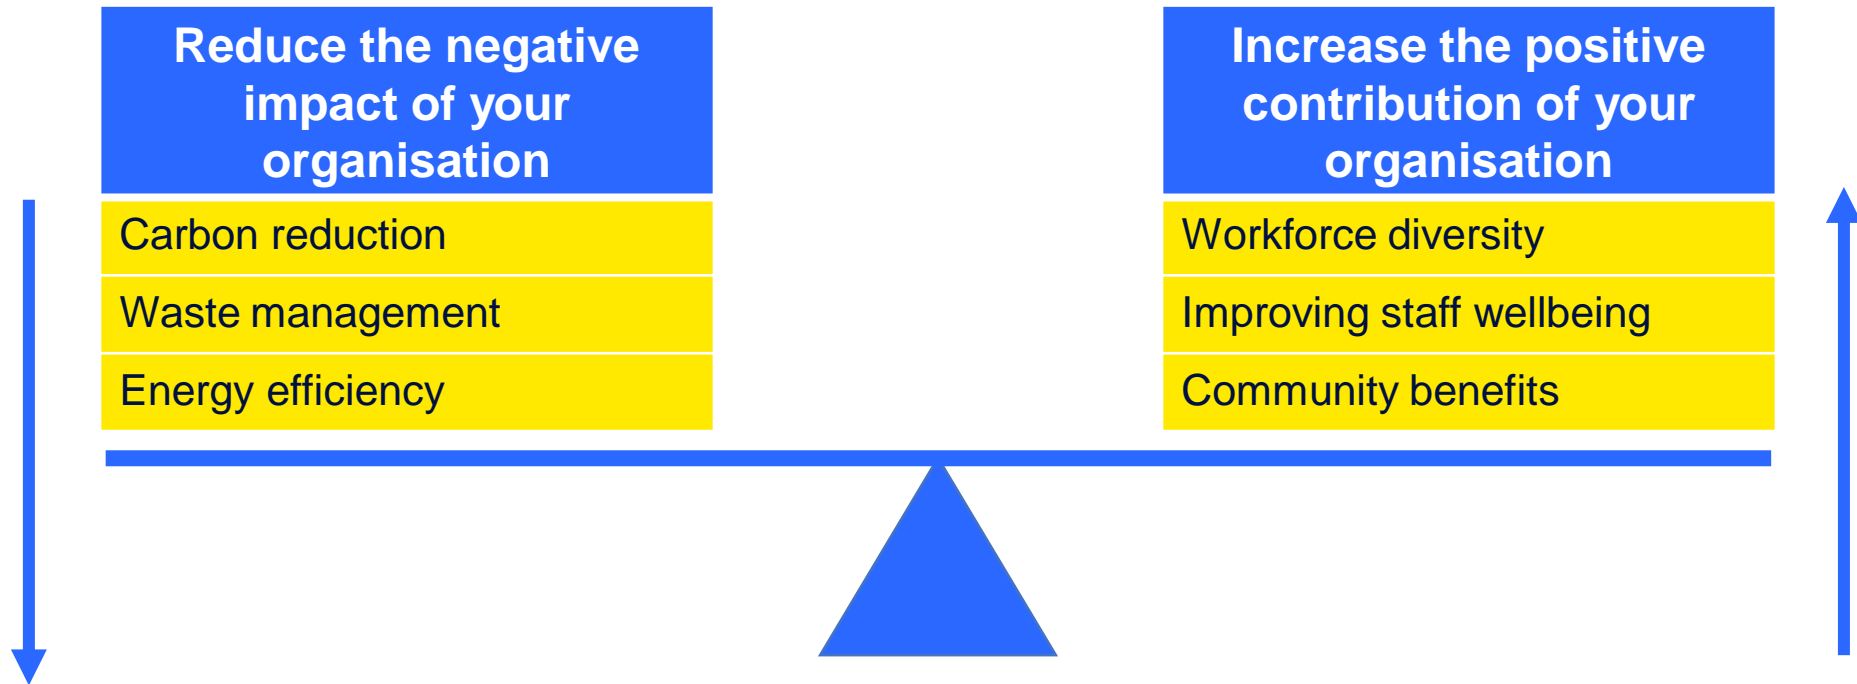 Reduce the negative
impact of your
organisation
Carbon reduction
Waste management
Energy efficiency
Increase the positive
contribution of your
organisation
Workforce diversity
Improving staff wellbeing
Community benefits